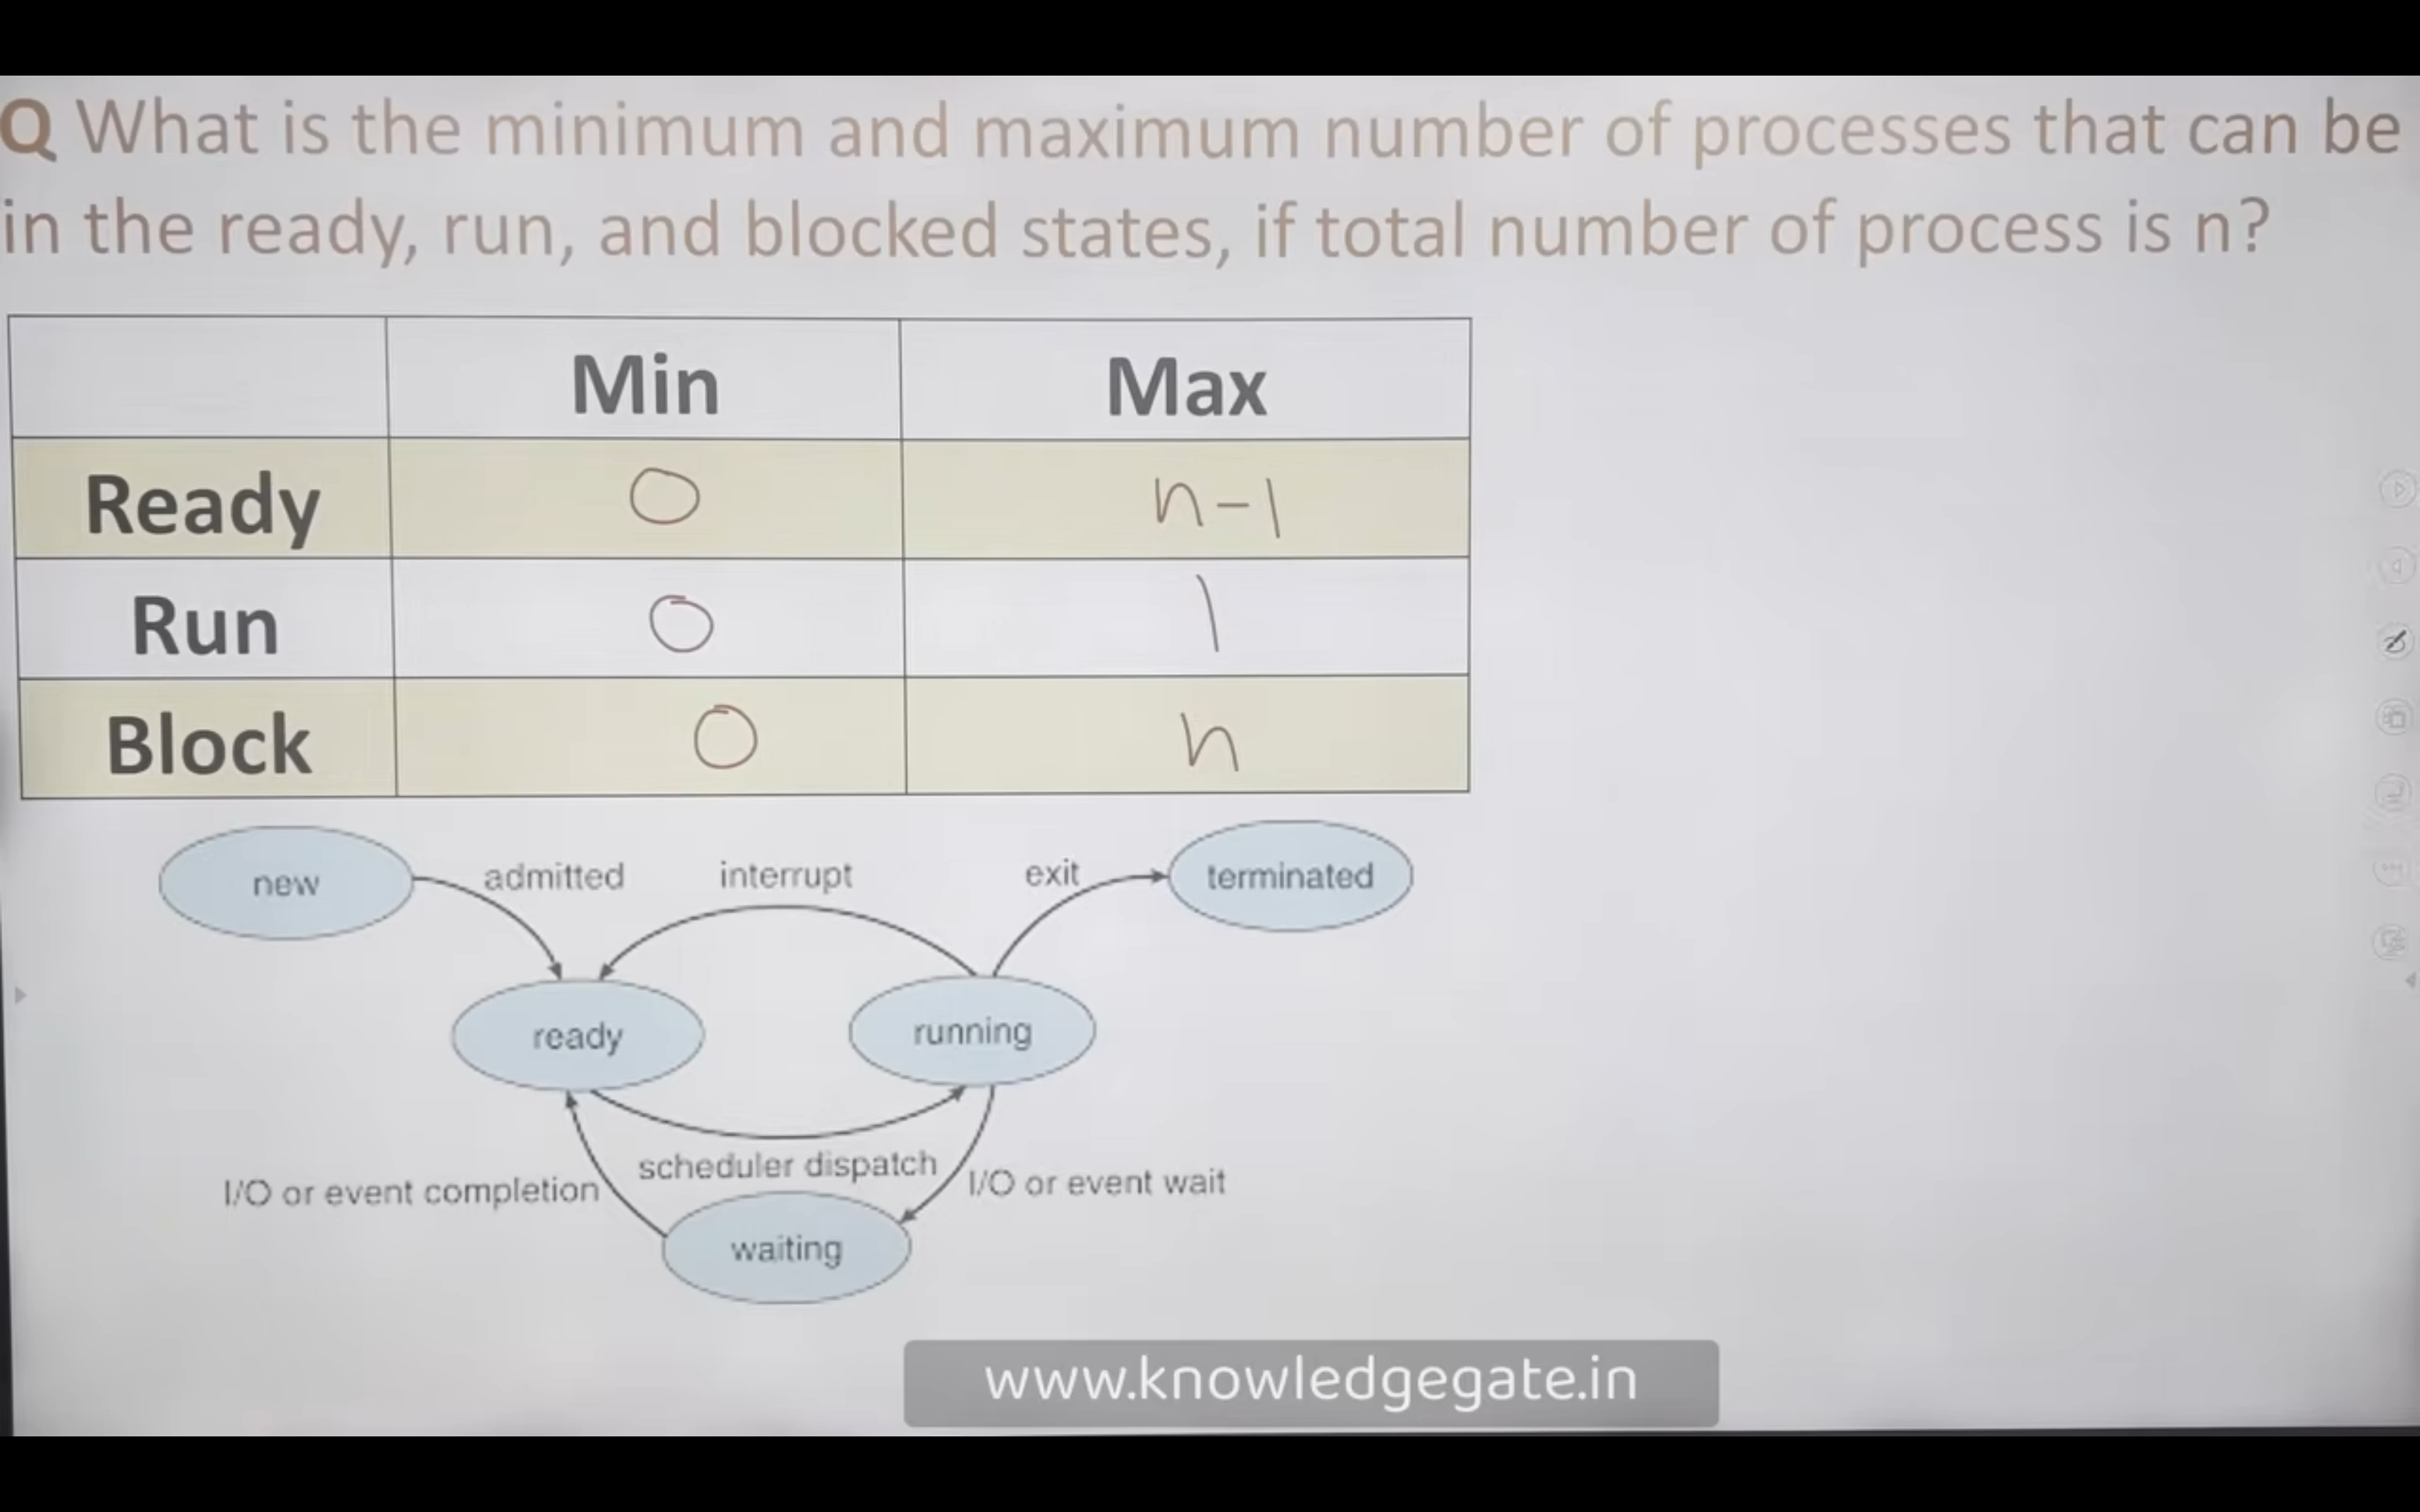 Q What is the minimum and maximum number of processes that can be
in the ready, run, and blocked states, if total number of process is n?
Min Max
Ready 0 n-1
Run 0 1
Block 0 n
new admitted interrupt exit terminated
ready running
scheduler dispatch
I/O or event completion I/O or event wait
waiting
www.knowledgegate.in